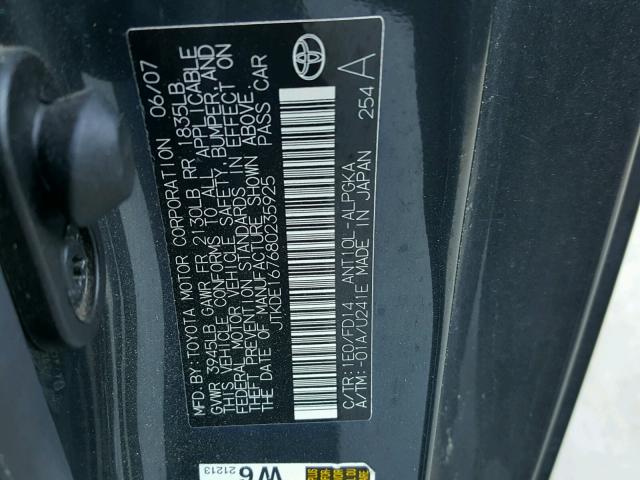 MFD.BY:TOYOTA MOTOR CORPORATION 06/07
GVWR 3945LB GAWR FR 2130LB RR 1835LB
THIS VEHICLE CONFORMS TO ALL APPLICABLE
FEDERAL MOTOR VEHICLE SAFETY, BUMPER, AND
THEFT PREVENTION STANDARDS IN EFFECT ON
THE DATE OF MANUFACTURE SHOWN ABOVE.
JTKDE167680235925 PASS CAR
C/TR:1E0/FD14 ANT10L-ALPGKA
A/TM:-01A/U241E MADE IN JAPAN 254 A
W6
21213